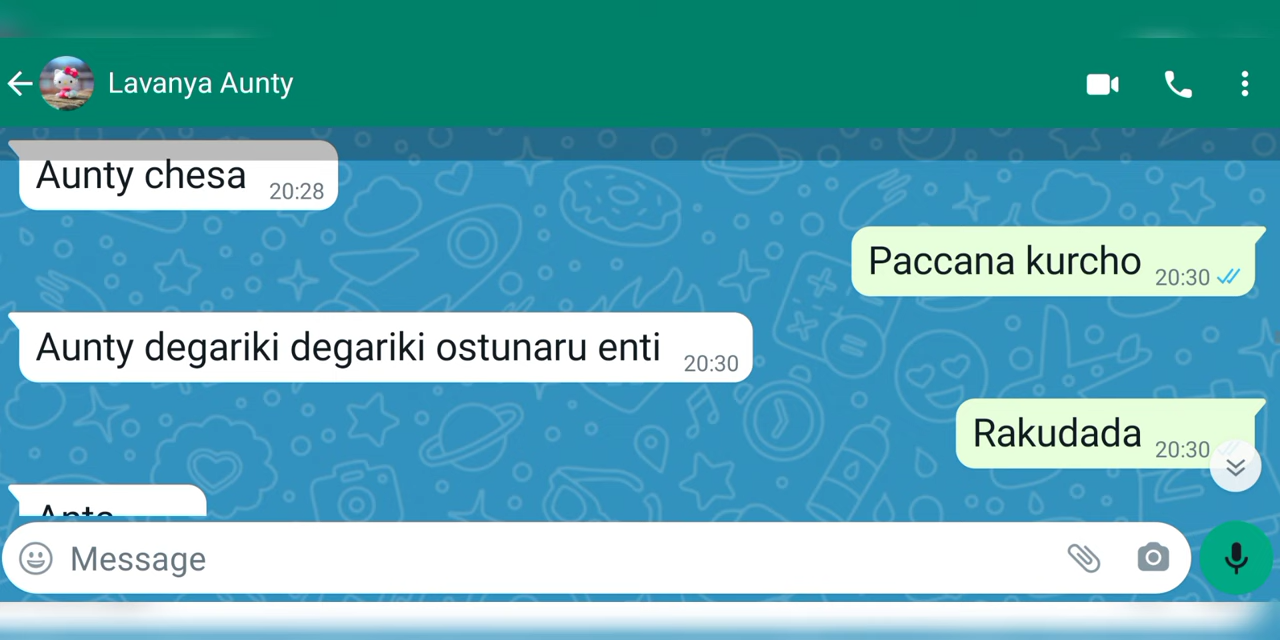 Lavanya Aunty
Aunty chesa 20:28
Paccana kurcho 20:30
Aunty degariki degariki ostunaru enti 20:30
Rakudada 20:30
Message